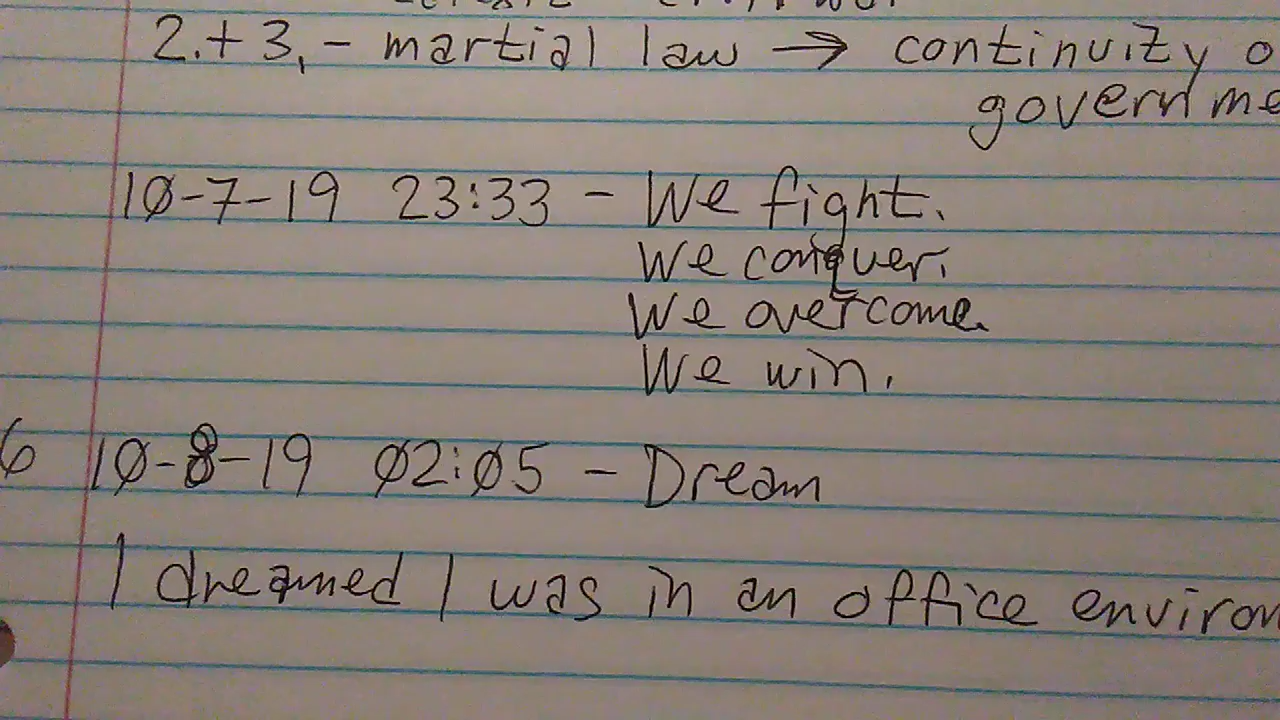 2.+3. - martial law → continuity o
governme
10-7-19 23:33 - We fight.
We conquer.
We overcome.
We win.
6 10-8-19 02:05 - Dream
I dreamed I was in an office environ